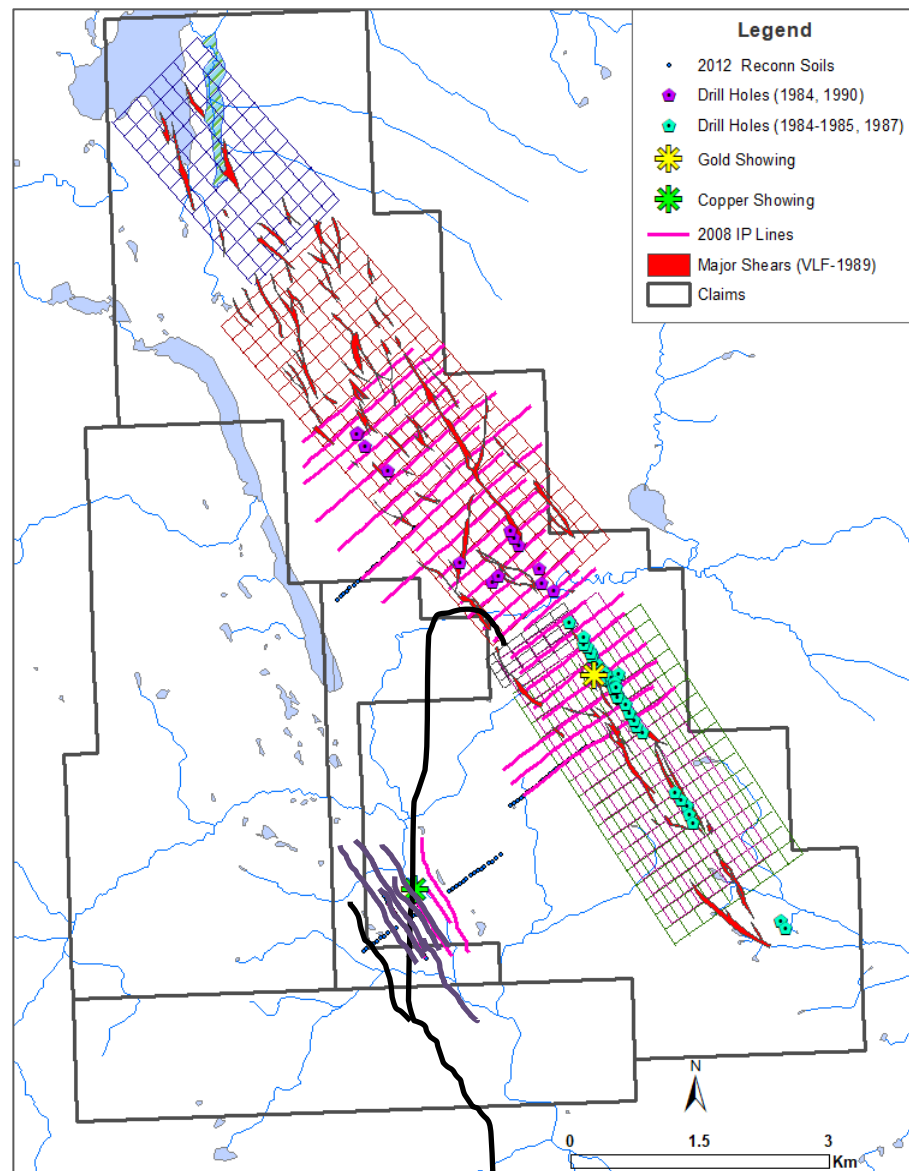 Legend
2012 Reconn Soils
Drill Holes (1984, 1990)
Drill Holes (1984-1985, 1987)
Gold Showing
Copper Showing
2008 IP Lines
Major Shears (VLF-1989)
Claims
N
0 1.5 3
Km